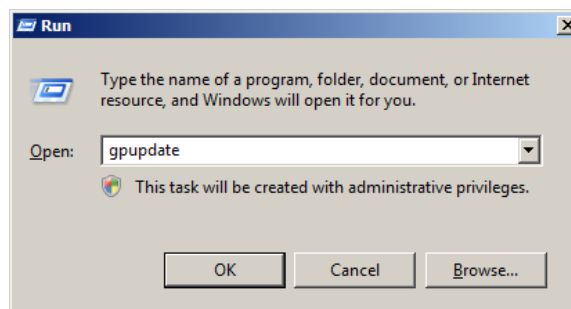 Run
Type the name of a program, folder, document, or Internet
resource, and Windows will open it for you.
Open: gpupdate
This task will be created with administrative privileges.
OK Cancel Browse...